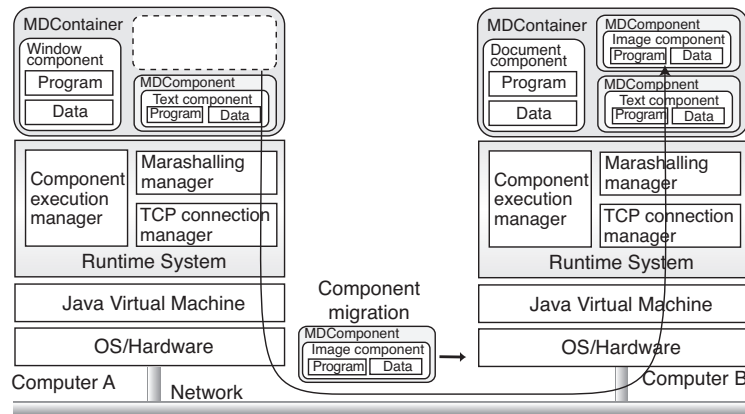 MDContainer
Window
component
Program
Data
MDComponent
Text component
Program Data
Component
execution
manager
Marashalling
manager
TCP connection
manager
Runtime System
Java Virtual Machine
OS/Hardware
Computer A
Network
Component
migration
MDComponent
Image component
Program Data
MDContainer
Document
component
Program
Data
MDComponent
Image component
Program Data
MDComponent
Text component
Program Data
Component
execution
manager
Marashalling
manager
TCP connection
manager
Runtime System
Java Virtual Machine
OS/Hardware
Computer B